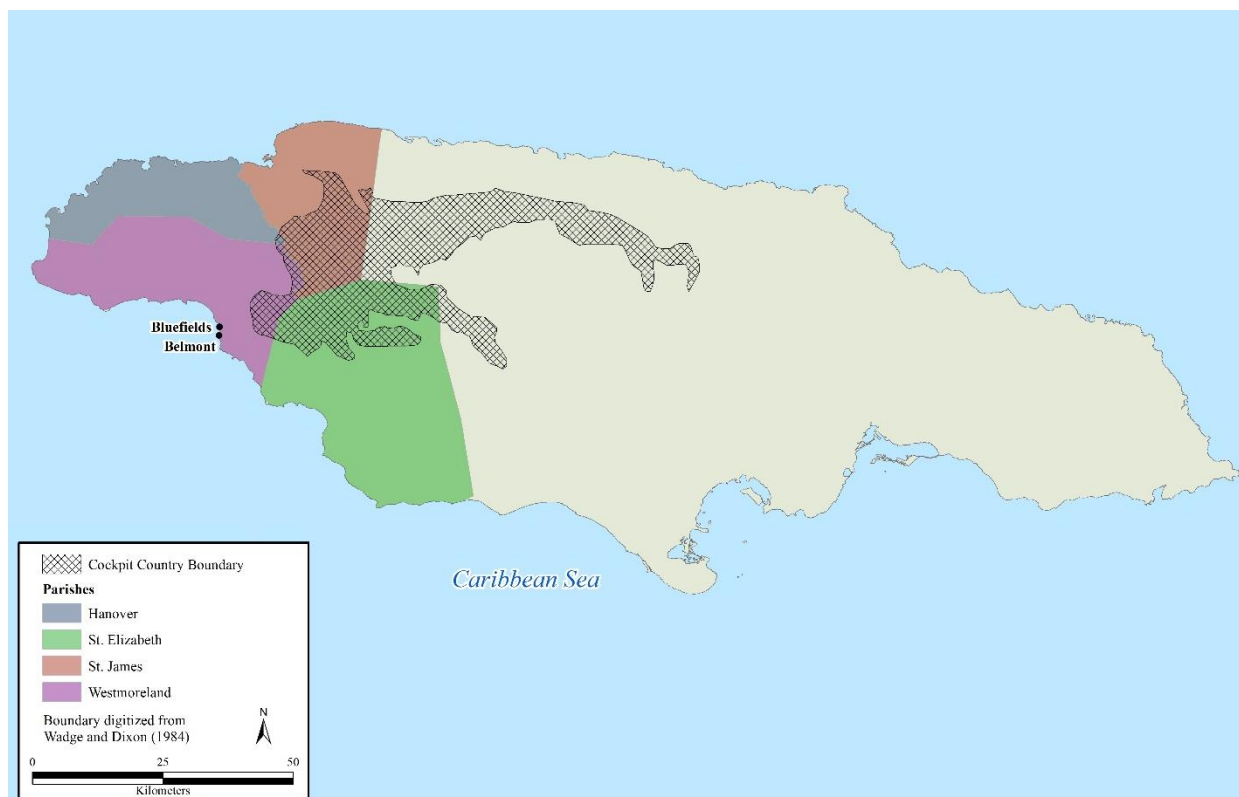 Bluefields
Belmont
Caribbean Sea
Cockpit Country Boundary
Parishes
Hanover
St. Elizabeth
St. James
Westmoreland
Boundary digitized from
Wadge and Dixon (1984)
N
0 25 50
Kilometers